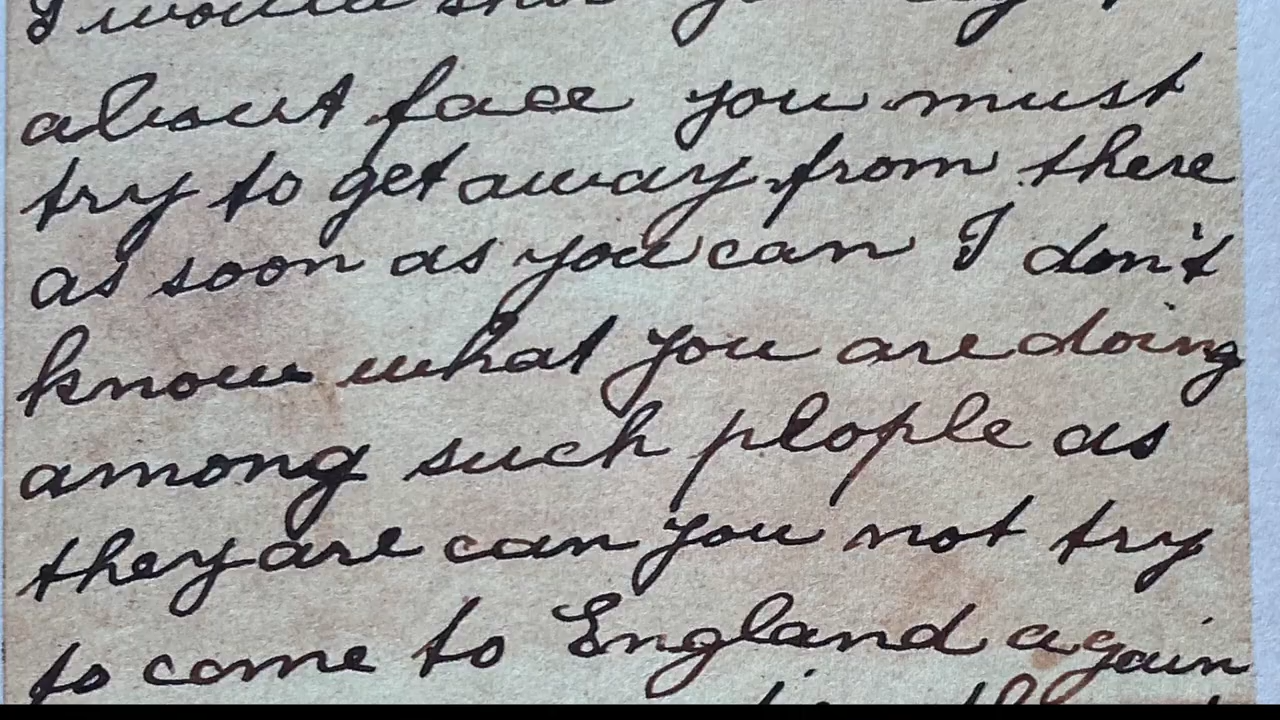 I would
about face you must
try to get away from there
as soon as you can I don't
know what you are doing
among such people as
they are can you not try
to come to England again